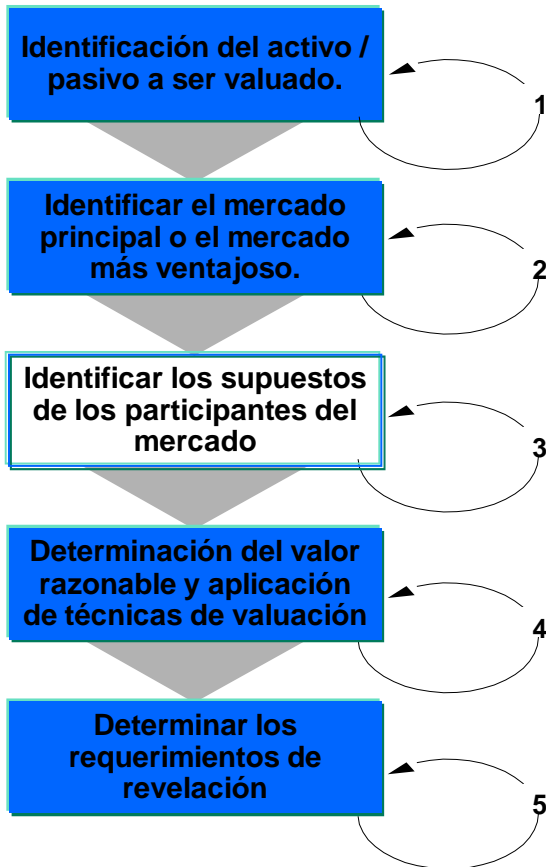 Identificación del activo /
pasivo a ser valuado.
1
Identificar el mercado
principal o el mercado
más ventajoso.
2
Identificar los supuestos
de los participantes del
mercado
3
Determinación del valor
razonable y aplicación
de técnicas de valuación
4
Determinar los
requerimientos de
revelación
5